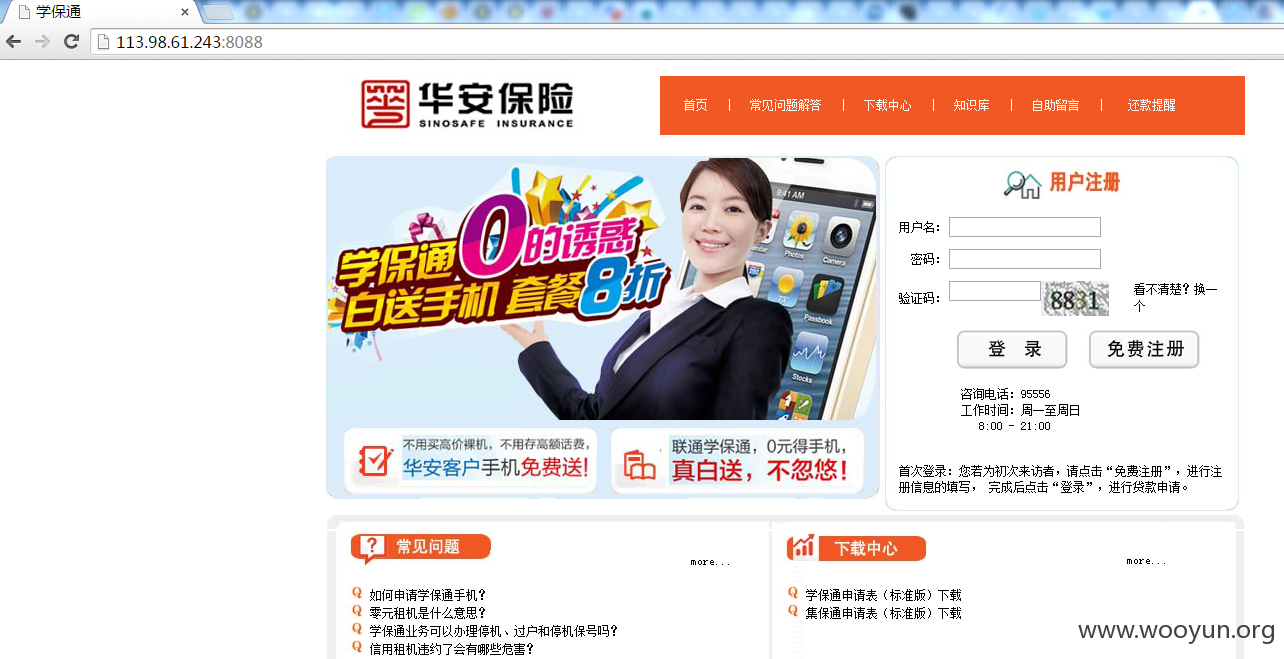 学保通
113.98.61.243:8088
华安保险
SINOSAFE INSURANCE
首页 | 常见问题解答 | 下载中心 | 知识库 | 自助留言 | 还款提醒
学保通0的诱惑
白送手机 套餐8折
9:41 AM
Photos
Camera
Passbook
Stocks
不用买高价裸机，不用存高额话费，
华安客户手机免费送！
联通学保通，0元得手机，
真白送，不忽悠！
用户注册
用户名：
密码：
验证码：
8831
看不清楚？换一
个
登 录
免费注册
咨询电话：95556
工作时间：周一至周日
8:00 - 21:00
首次登录：您若为初次来访者，请点击“免费注册”，进行注
册信息的填写， 完成后点击“登录”，进行贷款申请。
常见问题
more...
如何申请学保通手机？
零元租机是什么意思？
学保通业务可以办理停机、过户和停机保号吗？
信用租机违约了会有哪些危害？
下载中心
more...
学保通申请表（标准版）下载
集保通申请表（标准版）下载
www.wooyun.org